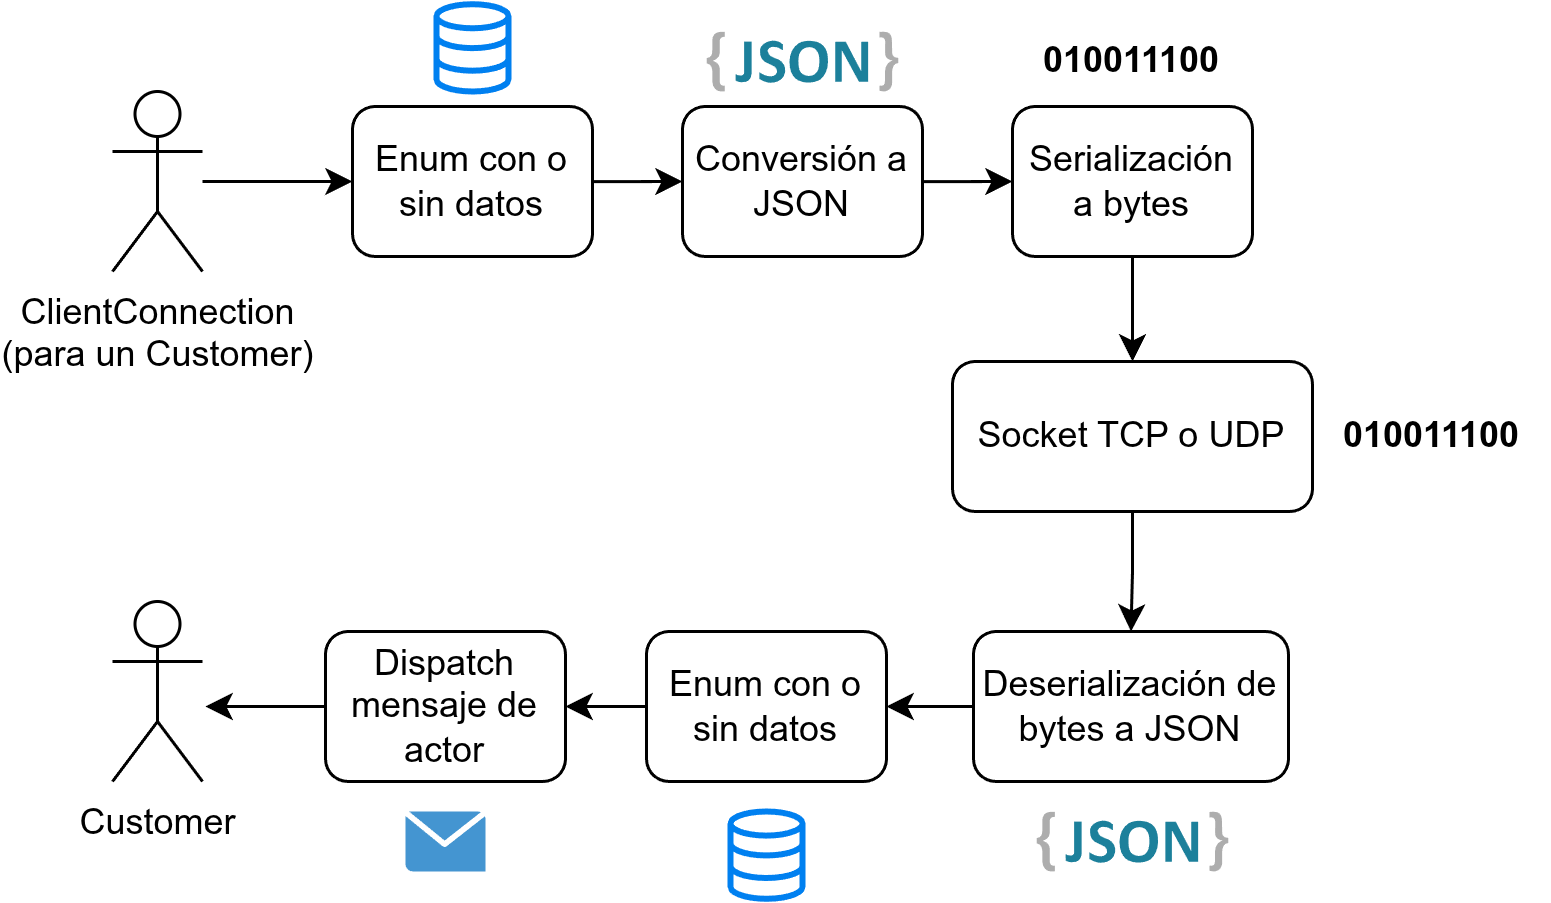 {JSON}
010011100
Enum con o
sin datos
Conversión a
JSON
Serialización
a bytes
ClientConnection
(para un Customer)
Socket TCP o UDP
010011100
Dispatch
mensaje de
actor
Enum con o
sin datos
Deserialización de
bytes a JSON
Customer
{JSON}